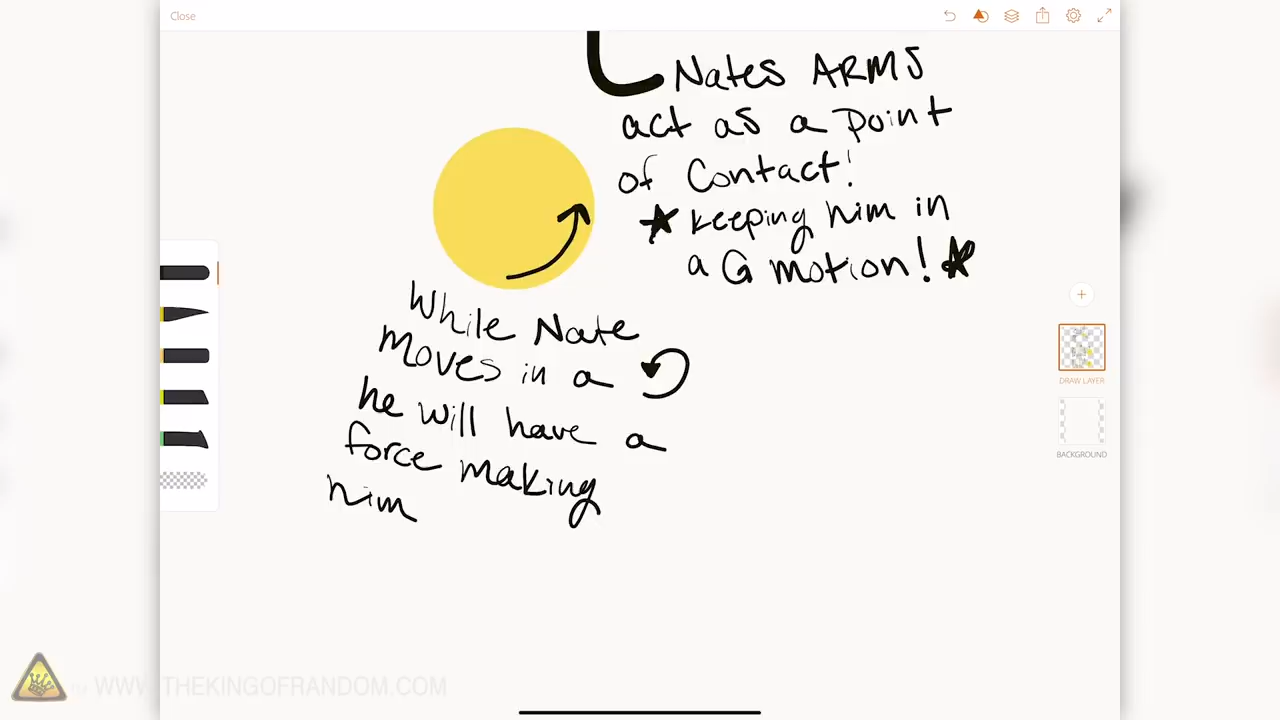 Close
Nates ARMS
act as a point
of Contact!
keeping him in
a G motion!
While Nate
moves in a
he will have a
force making
him
DRAW LAYER
BACKGROUND
WWW.THEKINGOFRANDOM.COM